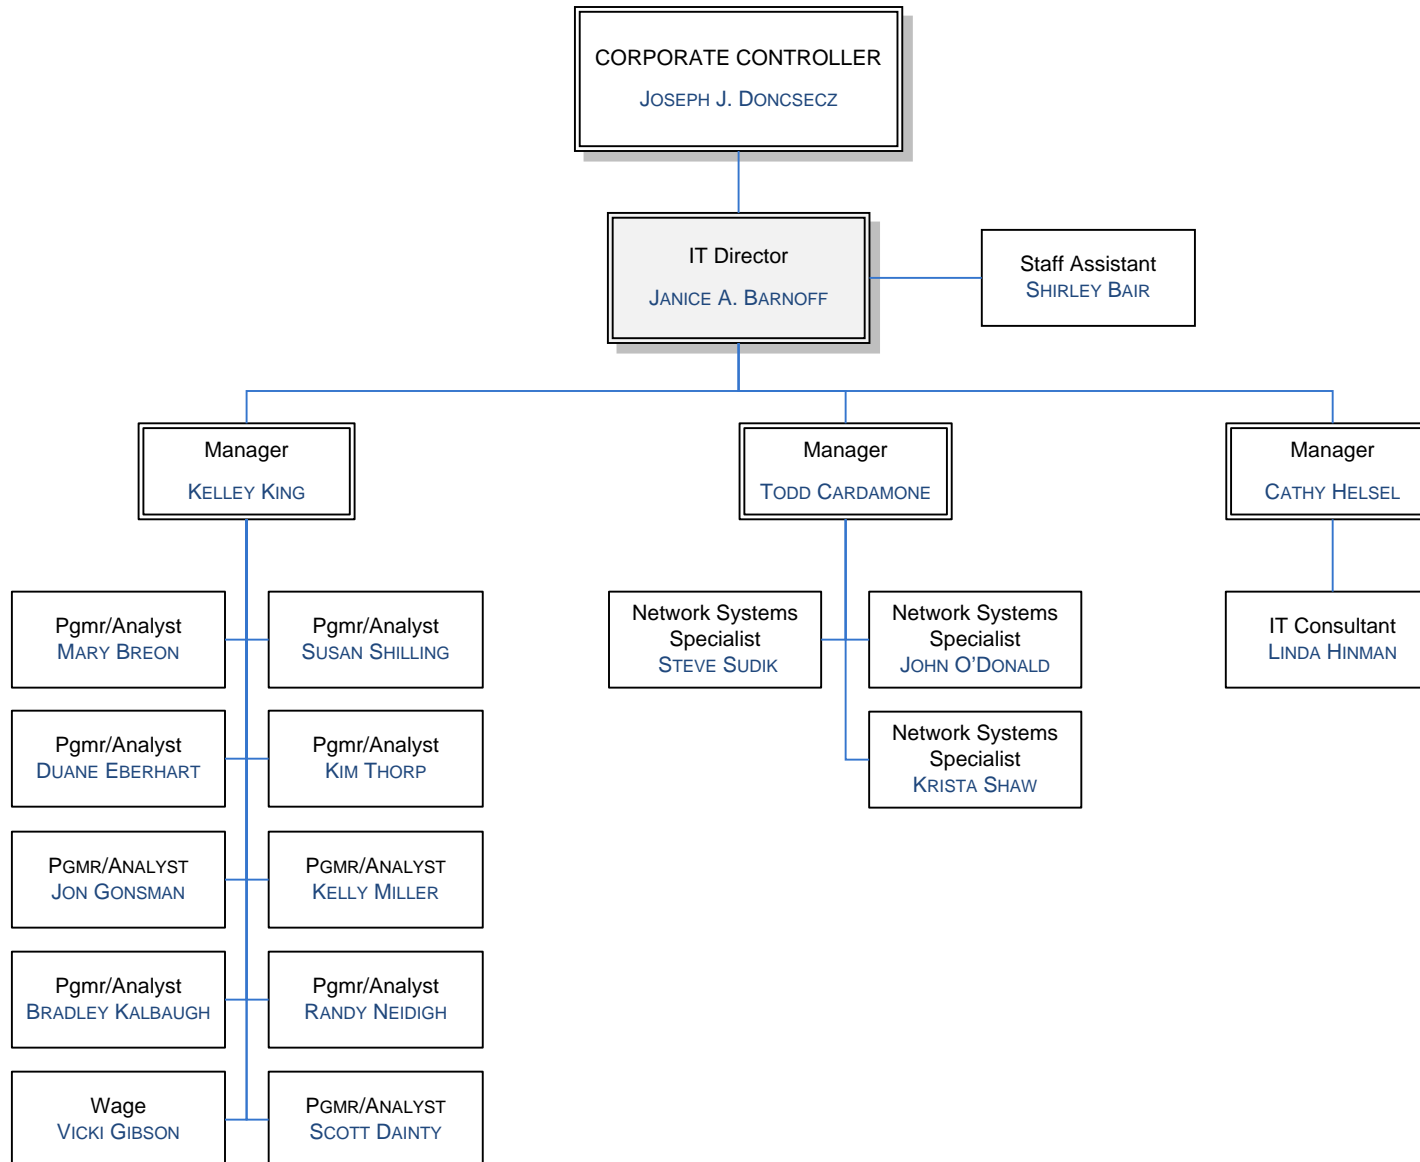 CORPORATE CONTROLLER
JOSEPH J. DONCSECZ
IT Director
JANICE A. BARNOFF
Staff Assistant
SHIRLEY BAIR
Manager
KELLEY KING
Manager
TODD CARDAMONE
Manager
CATHY HELSEL
Pgmr/Analyst
MARY BREON
Pgmr/Analyst
SUSAN SHILLING
Network Systems
Specialist
STEVE SUDIK
Network Systems
Specialist
JOHN O'DONALD
IT Consultant
LINDA HINMAN
Pgmr/Analyst
DUANE EBERHART
Pgmr/Analyst
KIM THORP
Network Systems
Specialist
KRISTA SHAW
PGMR/ANALYST
JON GONSMAN
PGMR/ANALYST
KELLY MILLER
Pgmr/Analyst
BRADLEY KALBAUGH
Pgmr/Analyst
RANDY NEIDIGH
Wage
VICKI GIBSON
PGMR/ANALYST
SCOTT DAINTY